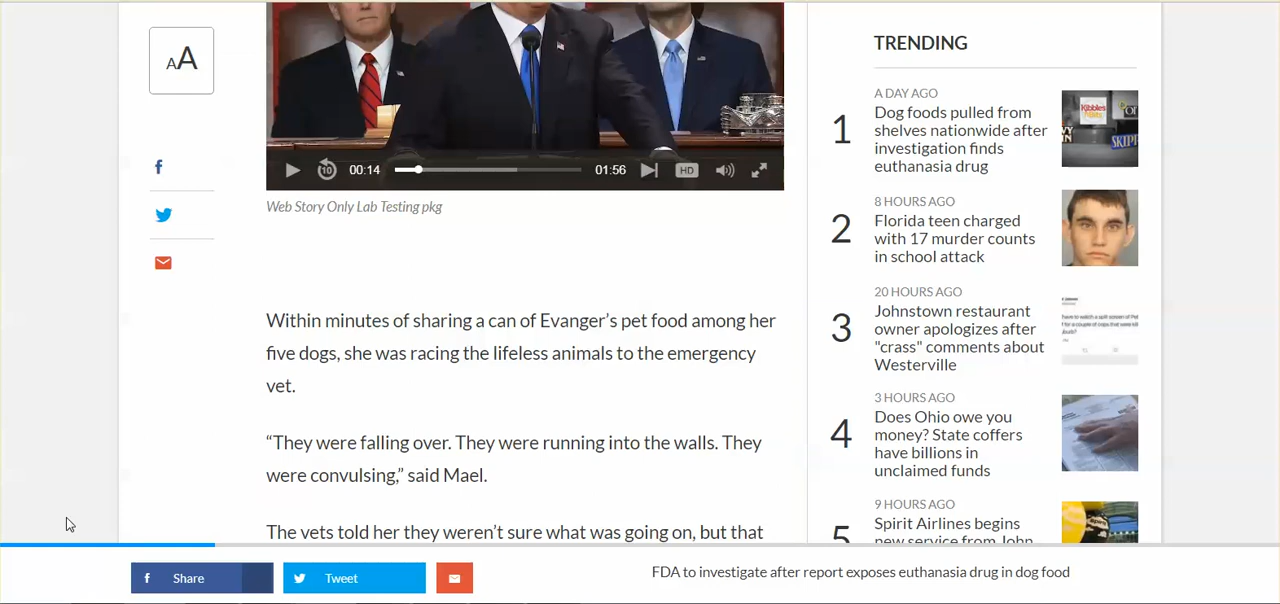 AA
00:14
01:56
HD
10
Web Story Only Lab Testing pkg
Within minutes of sharing a can of Evanger’s pet food among her
five dogs, she was racing the lifeless animals to the emergency
vet.
“They were falling over. They were running into the walls. They
were convulsing,” said Mael.
The vets told her they weren’t sure what was going on, but that
TRENDING
1
A DAY AGO
Dog foods pulled from
shelves nationwide after
investigation finds
euthanasia drug
Kibbles
SKIPP
2
8 HOURS AGO
Florida teen charged
with 17 murder counts
in school attack
3
20 HOURS AGO
Johnstown restaurant
owner apologizes after
"crass" comments about
Westerville
4
3 HOURS AGO
Does Ohio owe you
money? State coffers
have billions in
unclaimed funds
5
9 HOURS AGO
Spirit Airlines begins
new service from John
Share
Tweet
FDA to investigate after report exposes euthanasia drug in dog food